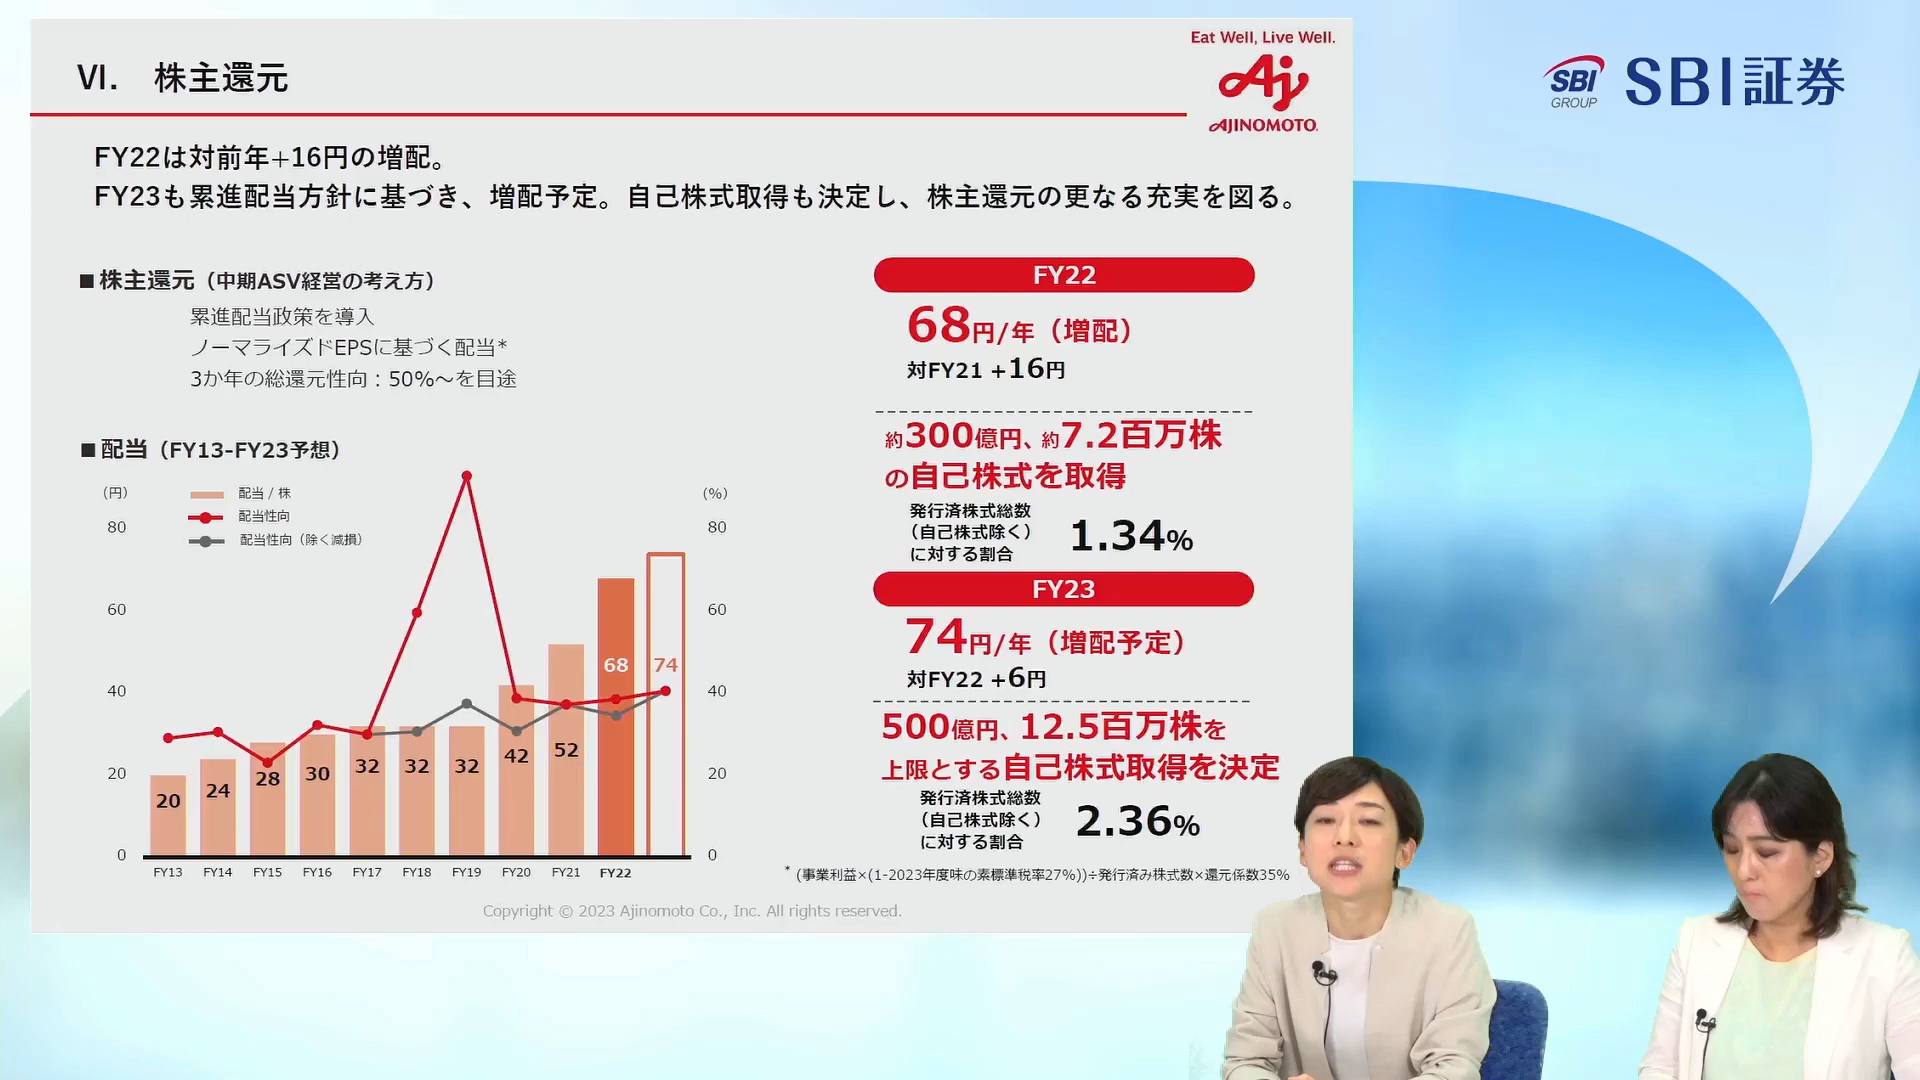 Eat Well, Live Well.
AJINOMOTO
SBI
GROUP
SBI証券
VI. 株主還元
FY22は対前年+16円の増配。
FY23も累進配当方針に基づき、増配予定。自己株式取得も決定し、株主還元の更なる充実を図る。
■株主還元（中期ASV経営の考え方）
累進配当政策を導入
ノーマライズドEPSに基づく配当*
3か年の総還元性向：50%～を目途
■配当（FY13-FY23予想）
（円）
（%）
配当 / 株
配当性向
配当性向（除く減損）
80
60
40
20
0
80
60
40
20
0
20
24
28
30
32
32
32
42
52
68
74
FY13 FY14 FY15 FY16 FY17 FY18 FY19 FY20 FY21 FY22
FY22
68円/年（増配）
対FY21 +16円
約300億円、約7.2百万株
の自己株式を取得
発行済株式総数
（自己株式除く）
に対する割合
1.34%
FY23
74円/年（増配予定）
対FY22 +6円
500億円、12.5百万株を
上限とする自己株式取得を決定
発行済株式総数
（自己株式除く）
に対する割合
2.36%
* (事業利益×(1-2023年度味の素標準税率27%))÷発行済み株式数×還元係数35%
Copyright © 2023 Ajinomoto Co., Inc. All rights reserved.